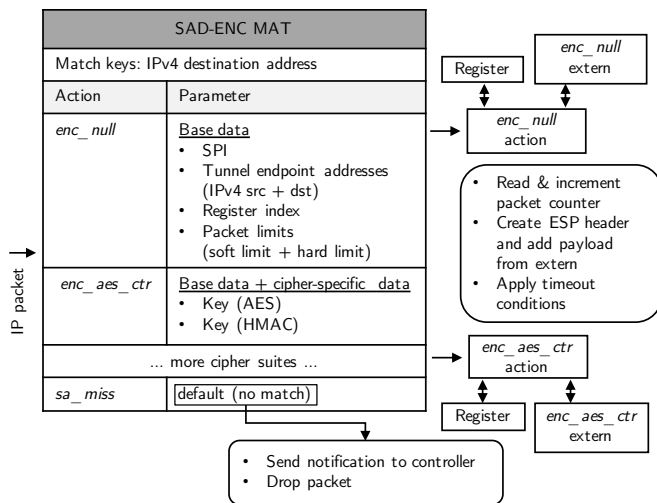 SAD-ENC MAT
Match keys: IPv4 destination address
Action Parameter
enc_null Base data
• SPI
• Tunnel endpoint addresses
(IPv4 src + dst)
• Register index
• Packet limits
(soft limit + hard limit)
enc_aes_ctr Base data + cipher-specific data
• Key (AES)
• Key (HMAC)
... more cipher suites ...
sa_miss default (no match)
IP packet
Register
enc_null
extern
enc_null
action
• Read & increment
packet counter
• Create ESP header
and add payload
from extern
• Apply timeout
conditions
enc_aes_ctr
action
Register
enc_aes_ctr
extern
• Send notification to controller
• Drop packet